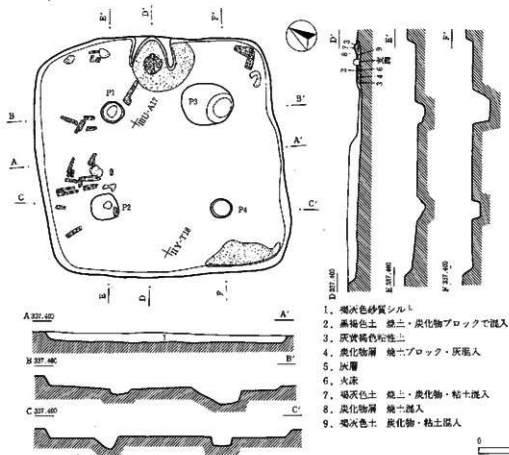 E'
D'
F'
P1
P3
B
B'
A
A'
C
C'
P2
P4
E
D
F
D'
E'
F'
D 337.400
E 337.400
F 337.400
A 337.400
A'
1
B 337.400
B'
C 337.400
C'
1. 褐灰色砂質シルト
2. 黒褐色土 焼土・炭化物ブロックで混入
3. 灰黄褐色粘性土
4. 炭化物層 焼土ブロック・灰混入
5. 灰層
6. 火床
7. 褐灰色土 焼土・炭化物・粘土混入
8. 炭化物層 焼土混入
9. 褐灰色土 炭化物・粘土混入
0